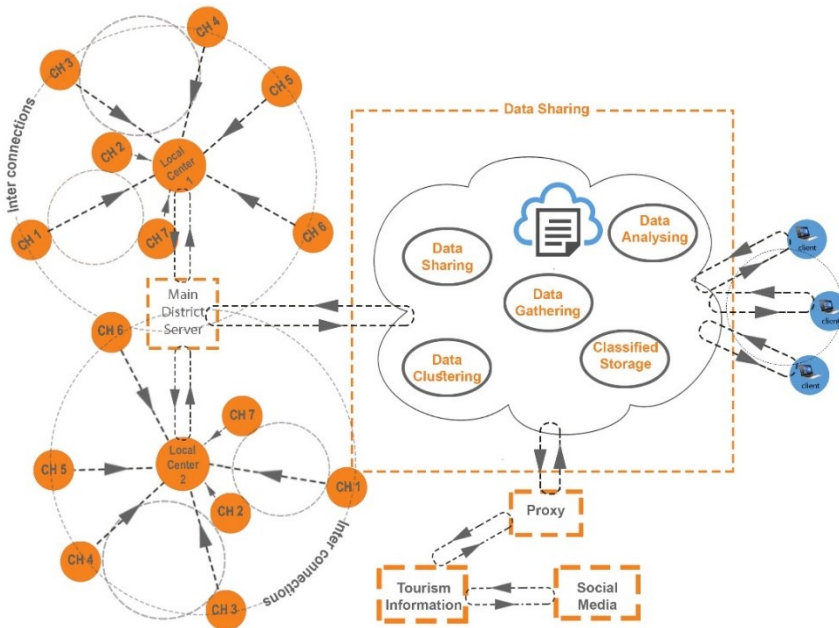 CH 4
CH 3
CH 5
CH 2
Local
Center
1
CH 1
CH 7
CH 6
Inter connections
Main
District
Server
CH 6
CH 7
CH 5
Local
Center
2
CH 1
CH 2
CH 4
CH 3
Inter connections
Data Sharing
Data
Sharing
Data
Analysing
Data
Gathering
Data
Clustering
Classified
Storage
client
client
client
Proxy
Tourism
Information
Social
Media